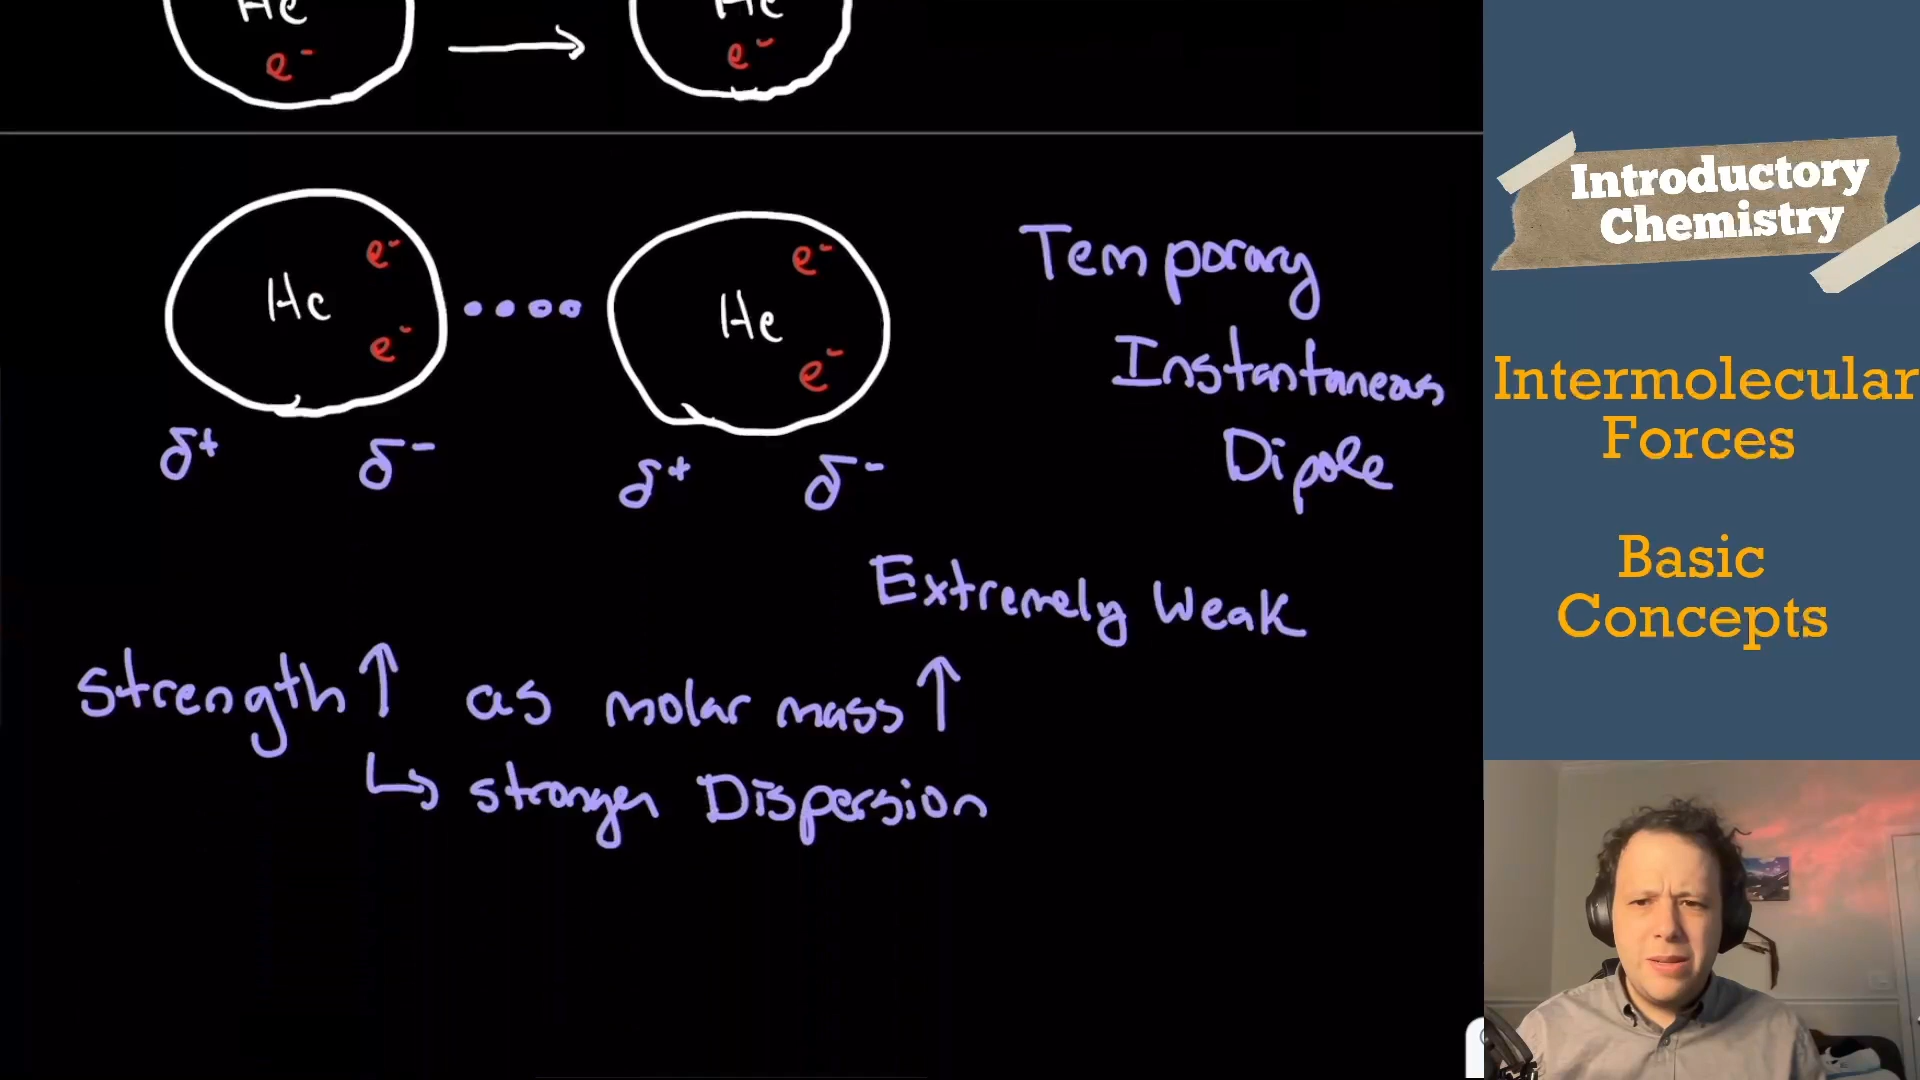 He He
e⁻ e⁻
He e⁻ e⁻ He e⁻ e⁻
δ+ δ- δ+ δ-
Temporary
Instantaneous
Dipole
Extremely Weak
Strength ↑ as molar mass ↑
↳ stronger Dispersion
Introductory
Chemistry
Intermolecular
Forces
Basic
Concepts